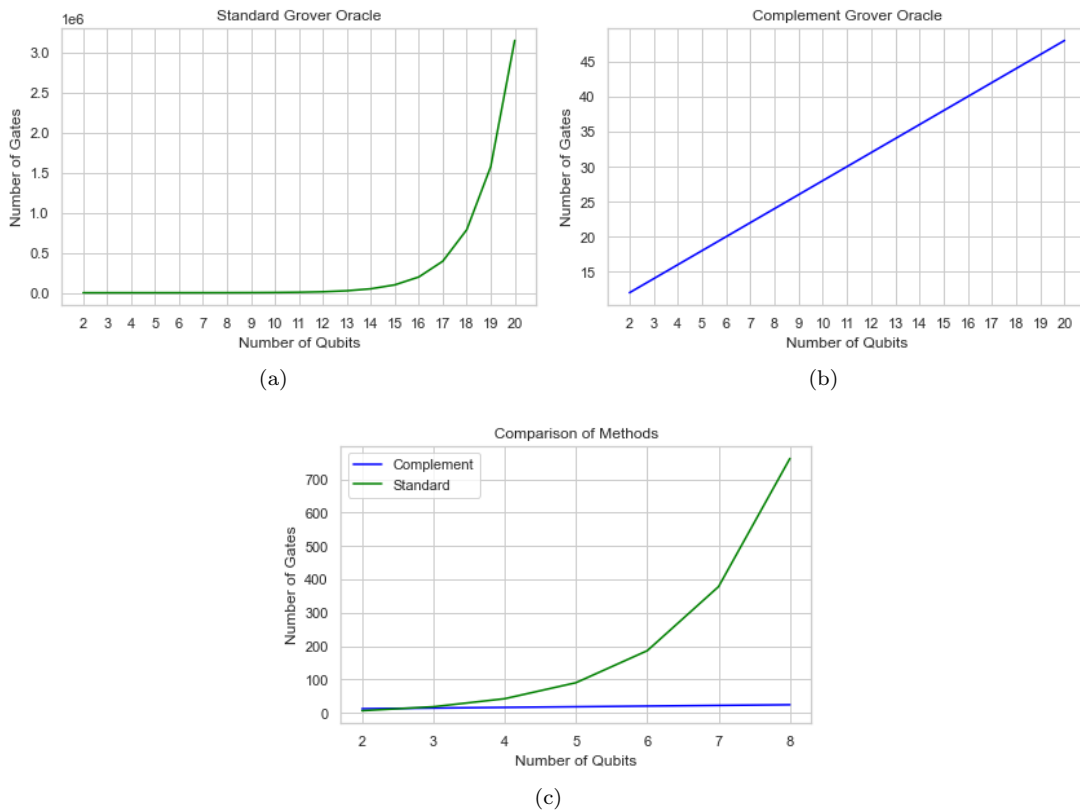 Standard Grover Oracle
1e6
3.0
2.5
2.0
1.5
1.0
0.5
0.0
Number of Gates
2 3 4 5 6 7 8 9 10 11 12 13 14 15 16 17 18 19 20
Number of Qubits
(a)
Complement Grover Oracle
45
40
35
30
25
20
15
Number of Gates
2 3 4 5 6 7 8 9 10 11 12 13 14 15 16 17 18 19 20
Number of Qubits
(b)
Comparison of Methods
Complement
Standard
700
600
500
400
300
200
100
0
Number of Gates
2 3 4 5 6 7 8
Number of Qubits
(c)